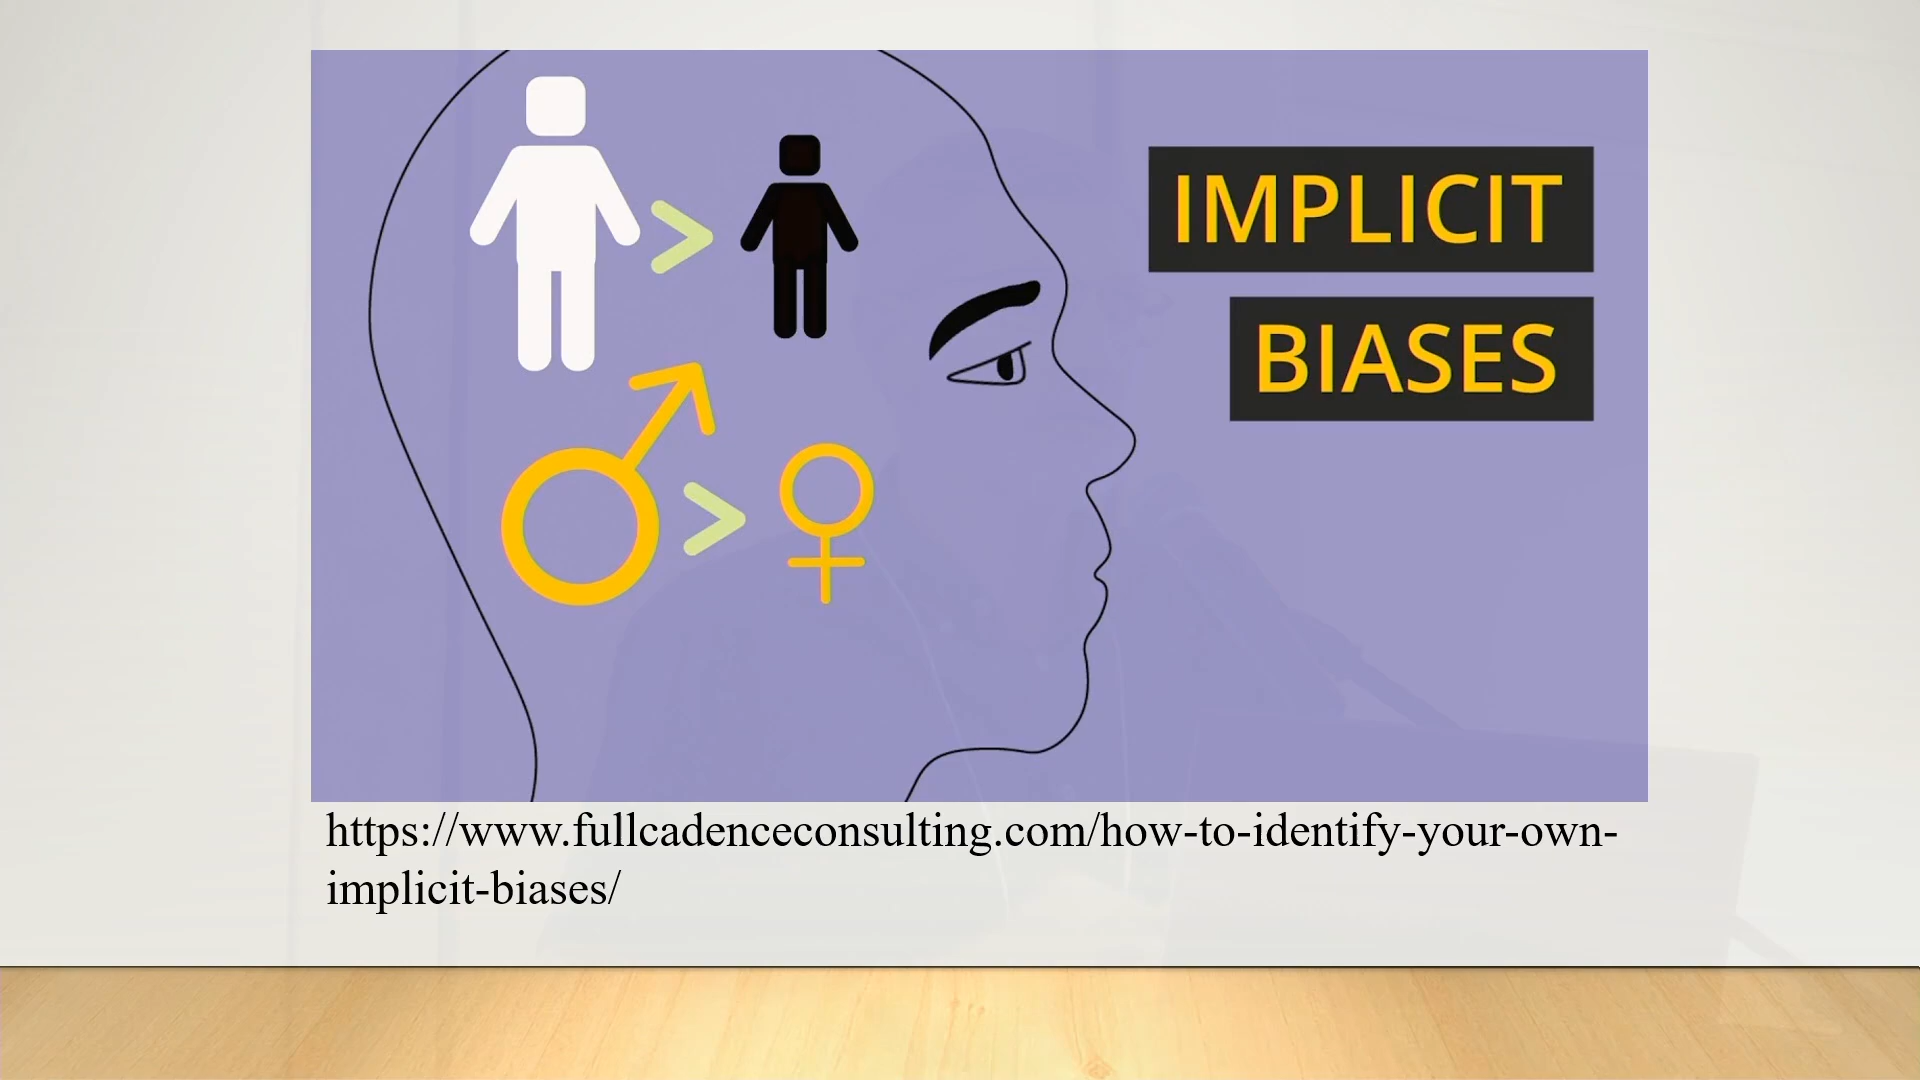 IMPLICIT
BIASES
https://www.fullcadenceconsulting.com/how-to-identify-your-own-
implicit-biases/